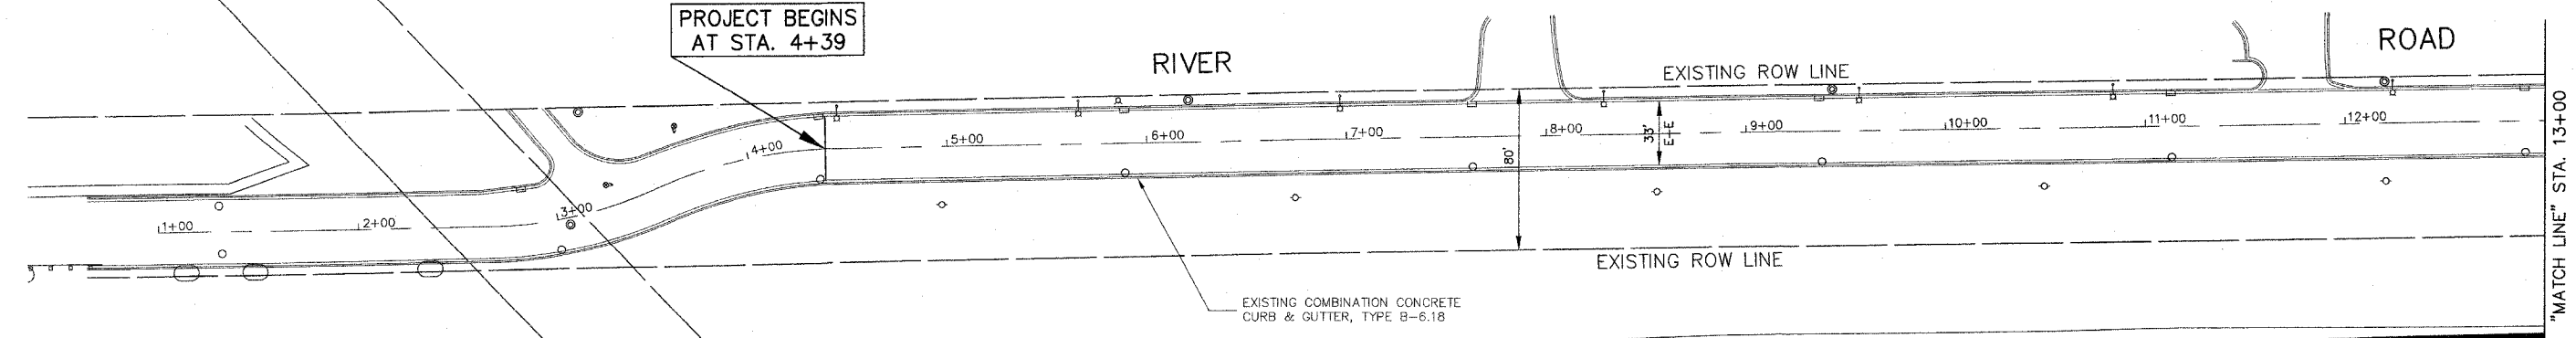 PROJECT BEGINS
AT STA. 4+39
RIVER
ROAD
EXISTING ROW LINE
1+00
2+00
3+00
4+00
5+00
6+00
7+00
8+00
9+00
10+00
11+00
12+00
80'
33'
E-E
EXISTING ROW LINE
EXISTING COMBINATION CONCRETE
CURB & GUTTER, TYPE B-6.18
"MATCH LINE" STA. 13+00